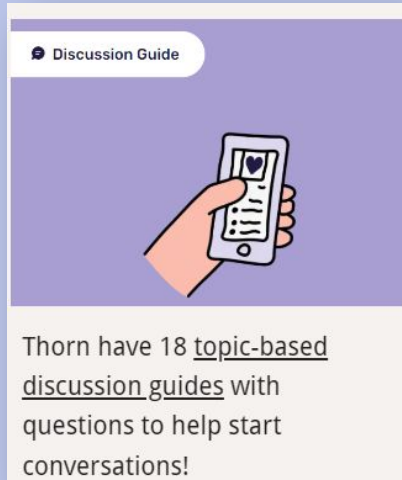 Discussion Guide
Thorn have 18 topic-based
discussion guides with
questions to help start
conversations!